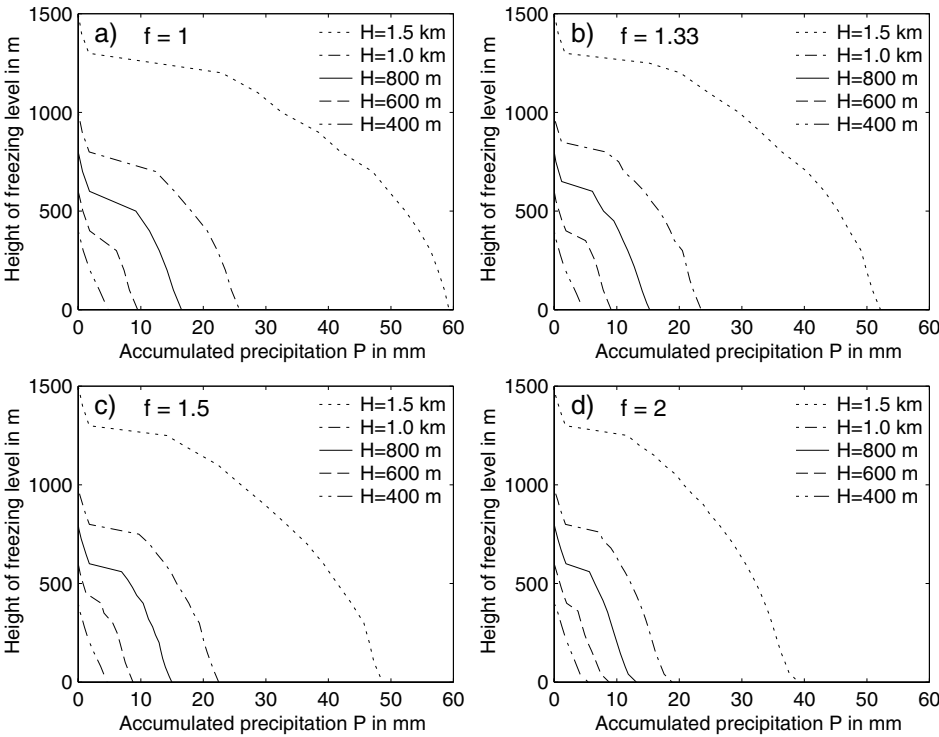 a) f = 1
H=1.5 km
H=1.0 km
H=800 m
H=600 m
H=400 m
1500
1000
500
0
Height of freezing level in m
0 10 20 30 40 50 60
Accumulated precipitation P in mm
b) f = 1.33
H=1.5 km
H=1.0 km
H=800 m
H=600 m
H=400 m
1500
1000
500
0
Height of freezing level in m
0 10 20 30 40 50 60
Accumulated precipitation P in mm
c) f = 1.5
H=1.5 km
H=1.0 km
H=800 m
H=600 m
H=400 m
1500
1000
500
0
Height of freezing level in m
0 10 20 30 40 50 60
Accumulated precipitation P in mm
d) f = 2
H=1.5 km
H=1.0 km
H=800 m
H=600 m
H=400 m
1500
1000
500
0
Height of freezing level in m
0 10 20 30 40 50 60
Accumulated precipitation P in mm